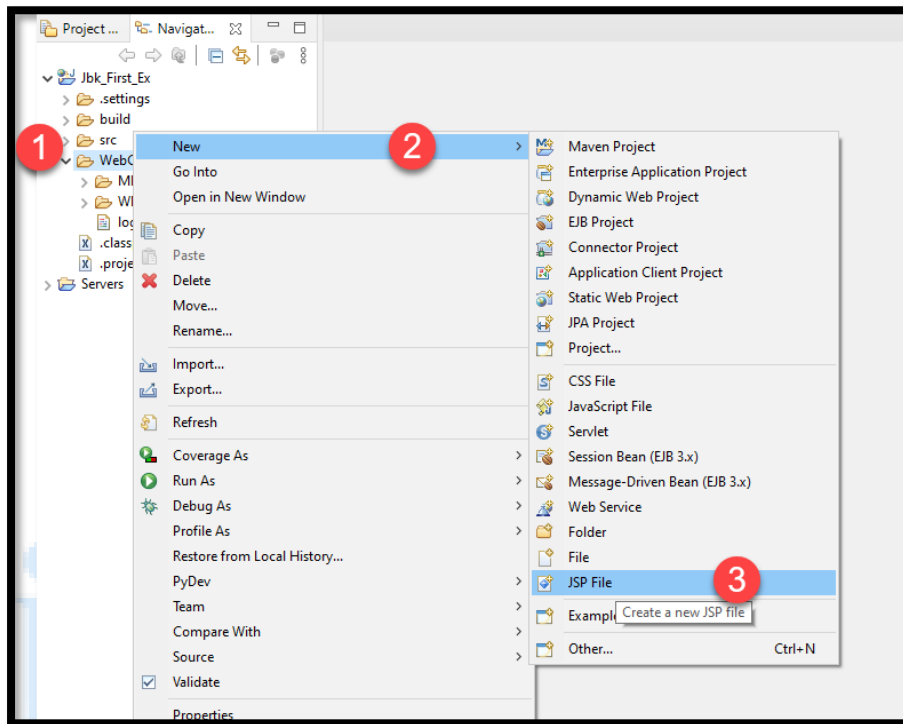 Project ...
Navigat...
Jbk_First_Ex
.settings
build
src
1
.class
.proje
Servers
New
2
Go Into
Open in New Window
Copy
Paste
Delete
Move...
Rename...
Import...
Export...
Refresh
Coverage As
Run As
Debug As
Profile As
Restore from Local History...
PyDev
Team
Compare With
Source
Validate
Properties
Maven Project
Enterprise Application Project
Dynamic Web Project
EJB Project
Connector Project
Application Client Project
Static Web Project
JPA Project
Project...
CSS File
JavaScript File
Servlet
Session Bean (EJB 3.x)
Message-Driven Bean (EJB 3.x)
Web Service
Folder
File
JSP File
3
Exampl
Create a new JSP file
Other... Ctrl+N